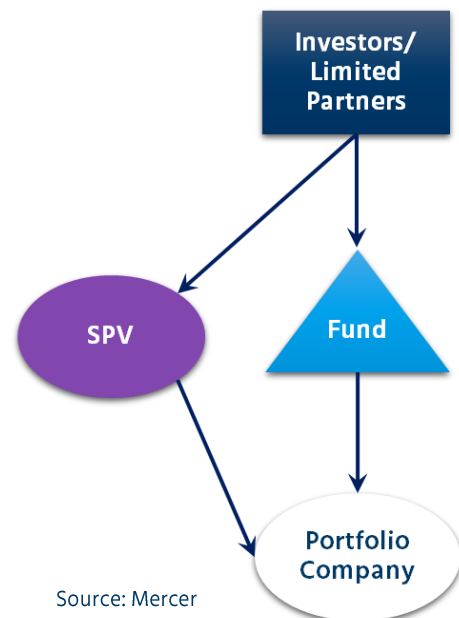 Investors/
Limited
Partners
SPV
Fund
Portfolio
Company
Source: Mercer